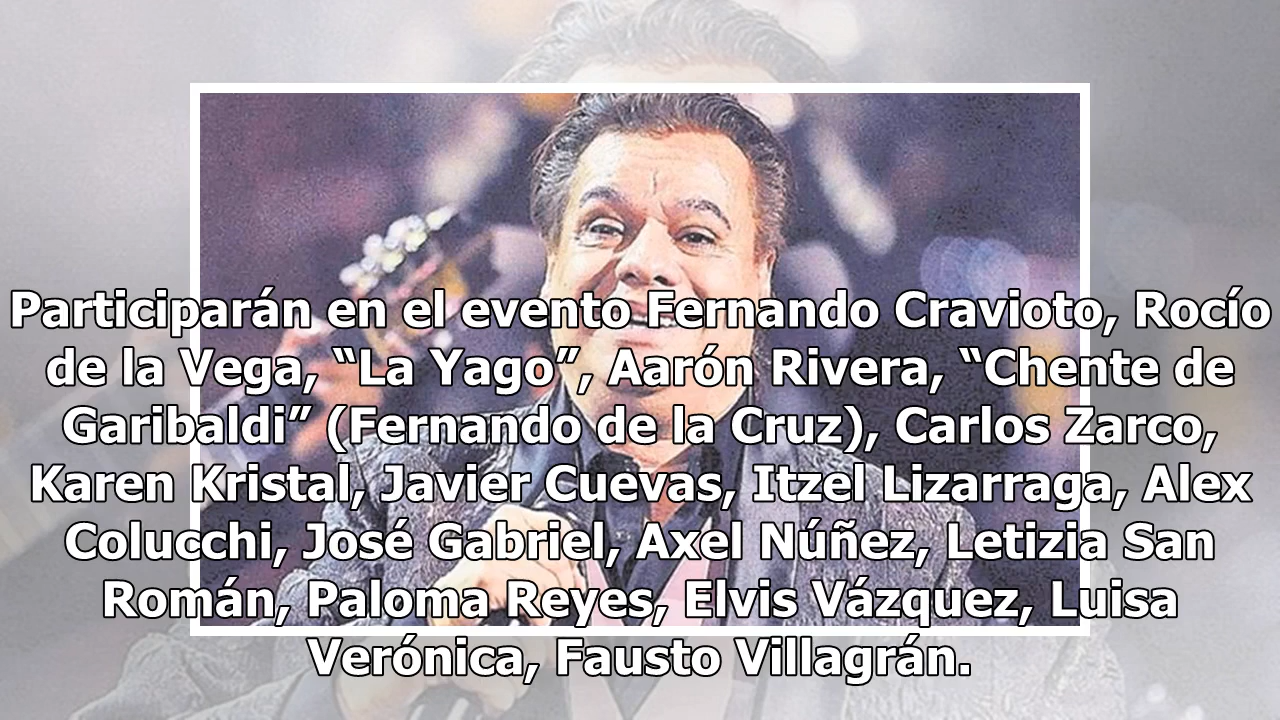 Participarán en el evento Fernando Cravioto, Rocío
de la Vega, “La Yago”, Aarón Rivera, “Chente de
Garibaldi” (Fernando de la Cruz), Carlos Zarco,
Karen Kristal, Javier Cuevas, Itzel Lizarraga, Alex
Colucchi, José Gabriel, Axel Núñez, Letizia San
Román, Paloma Reyes, Elvis Vázquez, Luisa
Verónica, Fausto Villagrán.